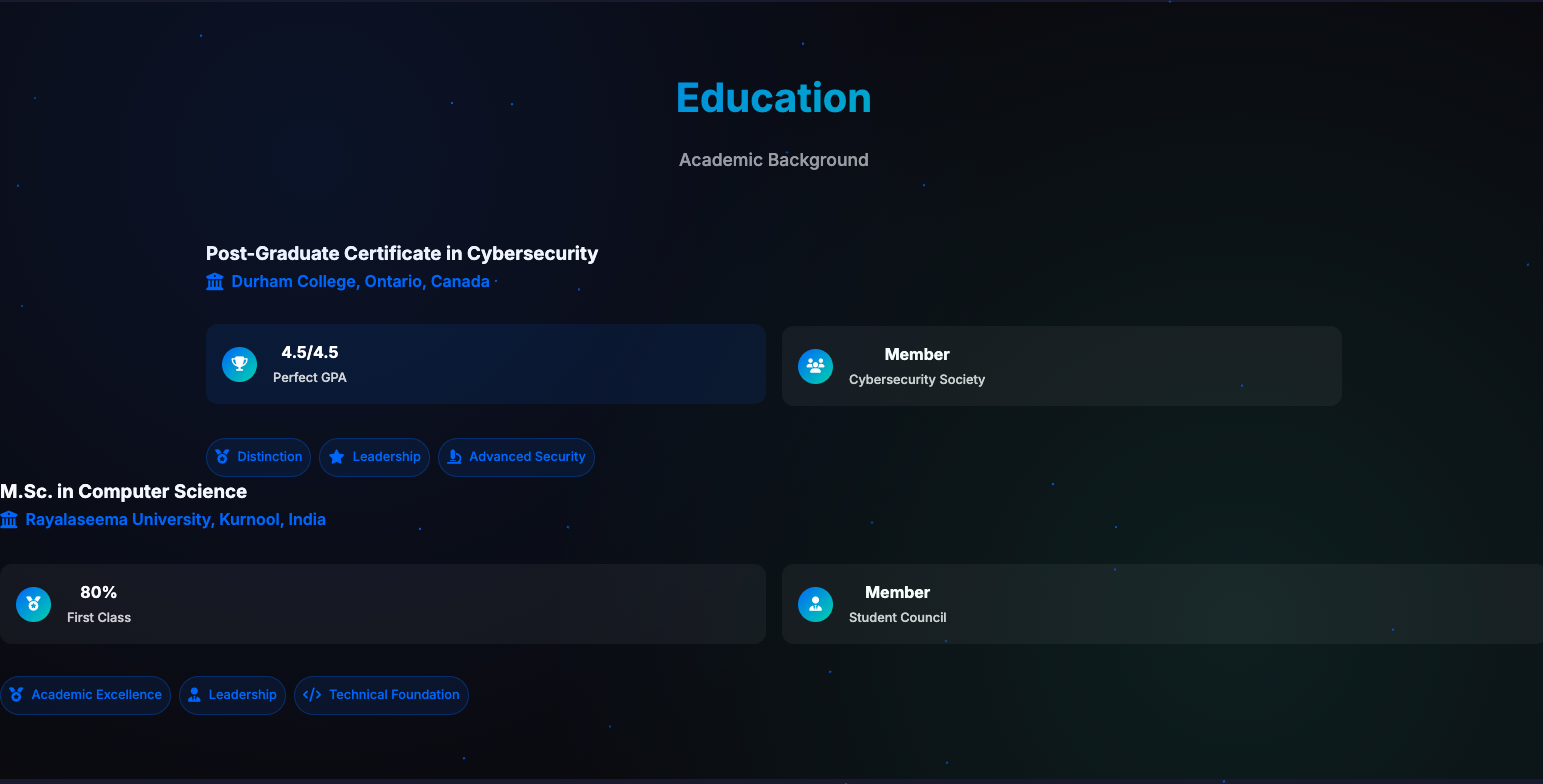 Education
Academic Background
Post-Graduate Certificate in Cybersecurity
Durham College, Ontario, Canada
4.5/4.5
Perfect GPA
Member
Cybersecurity Society
Distinction
Leadership
Advanced Security
M.Sc. in Computer Science
Rayalaseema University, Kurnool, India
80%
First Class
Member
Student Council
Academic Excellence
Leadership
Technical Foundation